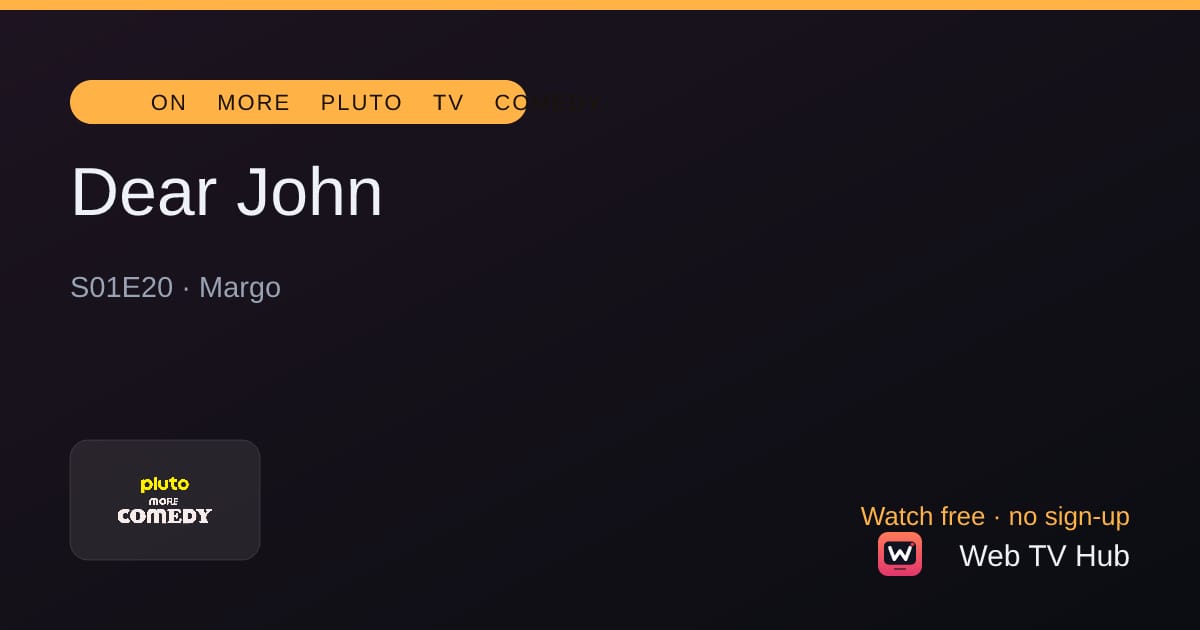 ON MORE PLUTO TV COMEDY
Dear John
S01E20 · Margo
pluto
MORE
COMEDY
Watch free · no sign-up
W
Web TV Hub